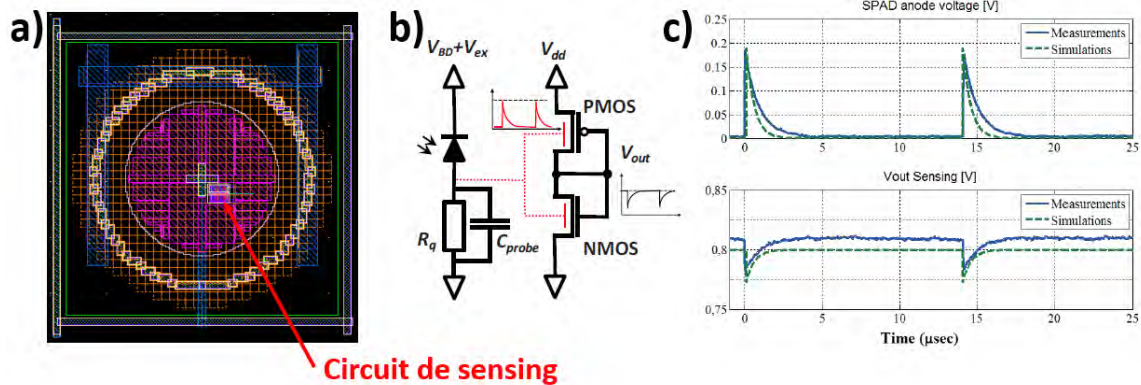 a)
Circuit de sensing
b)
V_BD+V_ex
V_dd
PMOS
V_out
NMOS
R_q
C_probe
c)
SPAD anode voltage [V]
0.25
0.2
0.15
0.1
0.05
0
Measurements
Simulations
0 5 10 15 20 25
Vout Sensing [V]
0,85
0,8
0,75
Measurements
Simulations
0 5 10 15 20 25
Time (μsec)